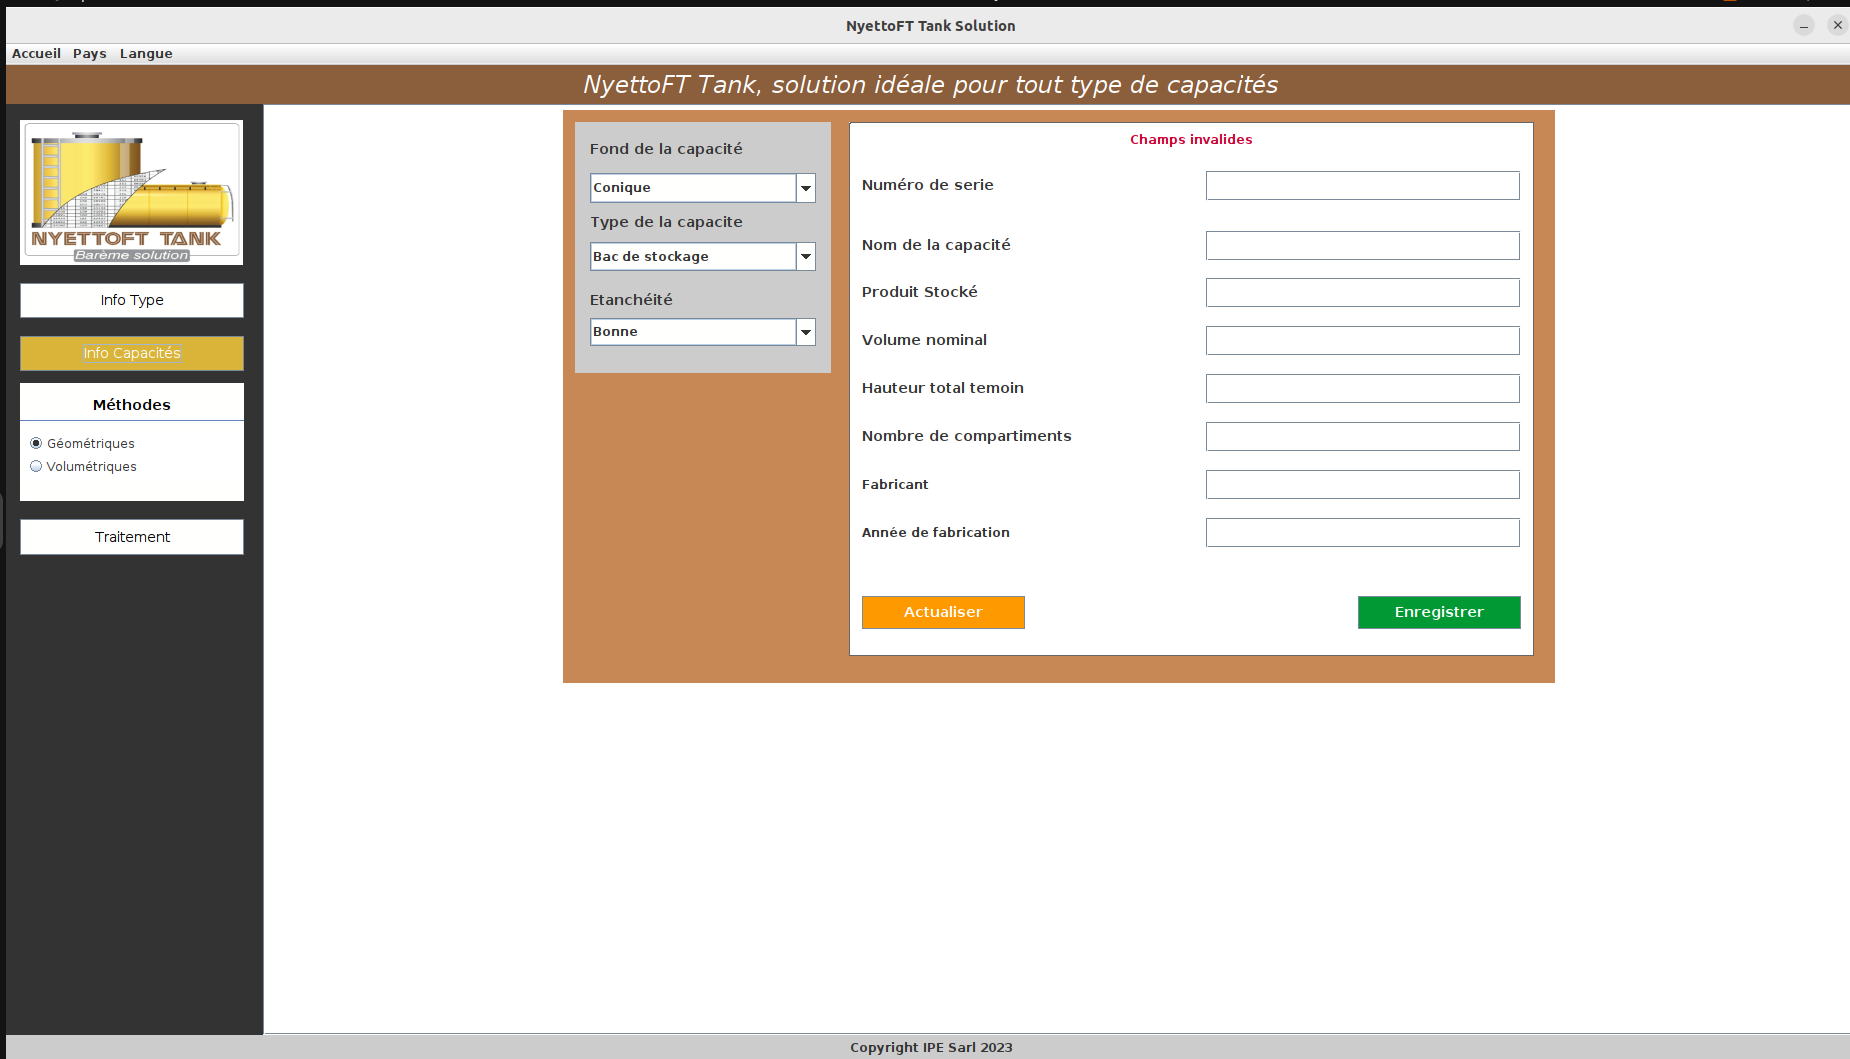 NyettoFT Tank Solution
Accueil Pays Langue
NyettoFT Tank, solution idéale pour tout type de capacités
NYETTOFT TANK
Barème solution
Info Type
Info Capacités
Méthodes
Géométriques
Volumétriques
Traitement
Fond de la capacité
Conique
Type de la capacite
Bac de stockage
Etanchéité
Bonne
Champs invalides
Numéro de serie
Nom de la capacité
Produit Stocké
Volume nominal
Hauteur total temoin
Nombre de compartiments
Fabricant
Année de fabrication
Actualiser
Enregistrer
Copyright IPE Sarl 2023